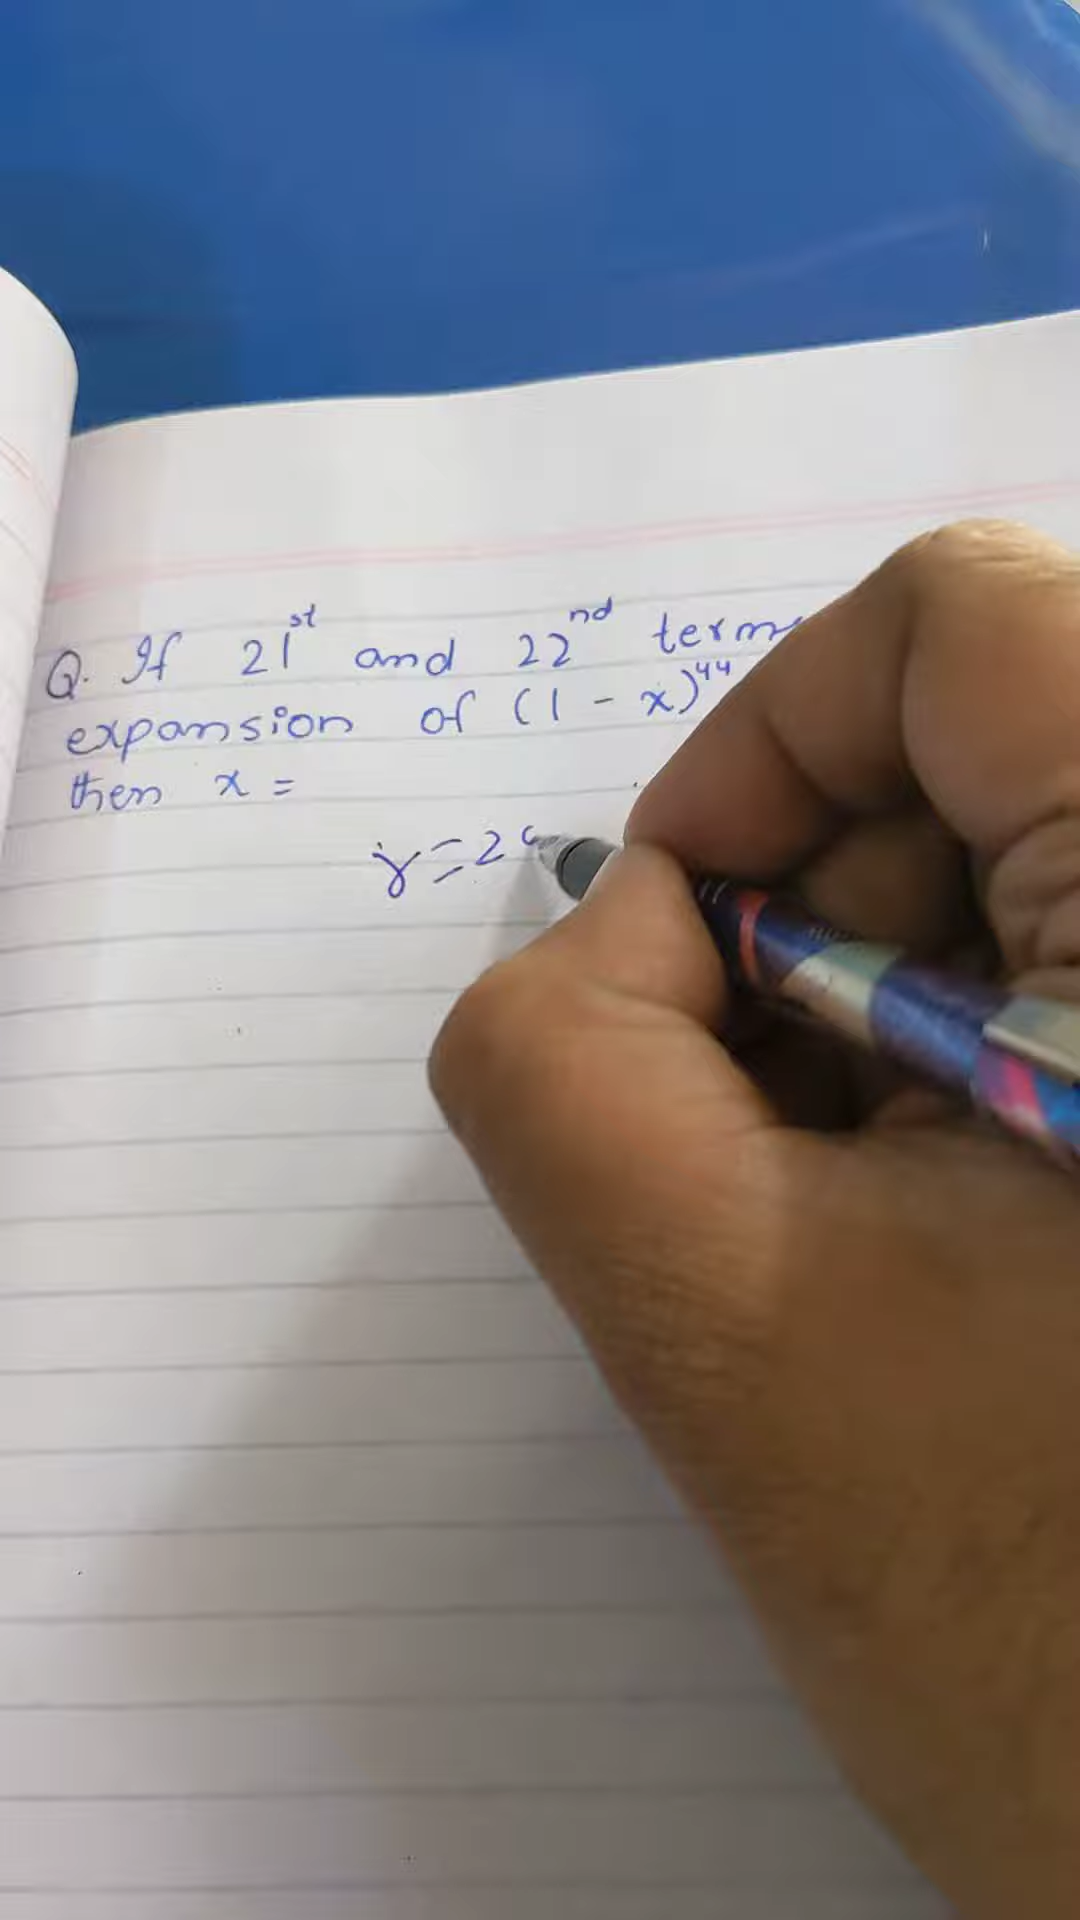 Q. If 21st and 22nd term
expansion of (1 - x)^44
then x =
r = 2